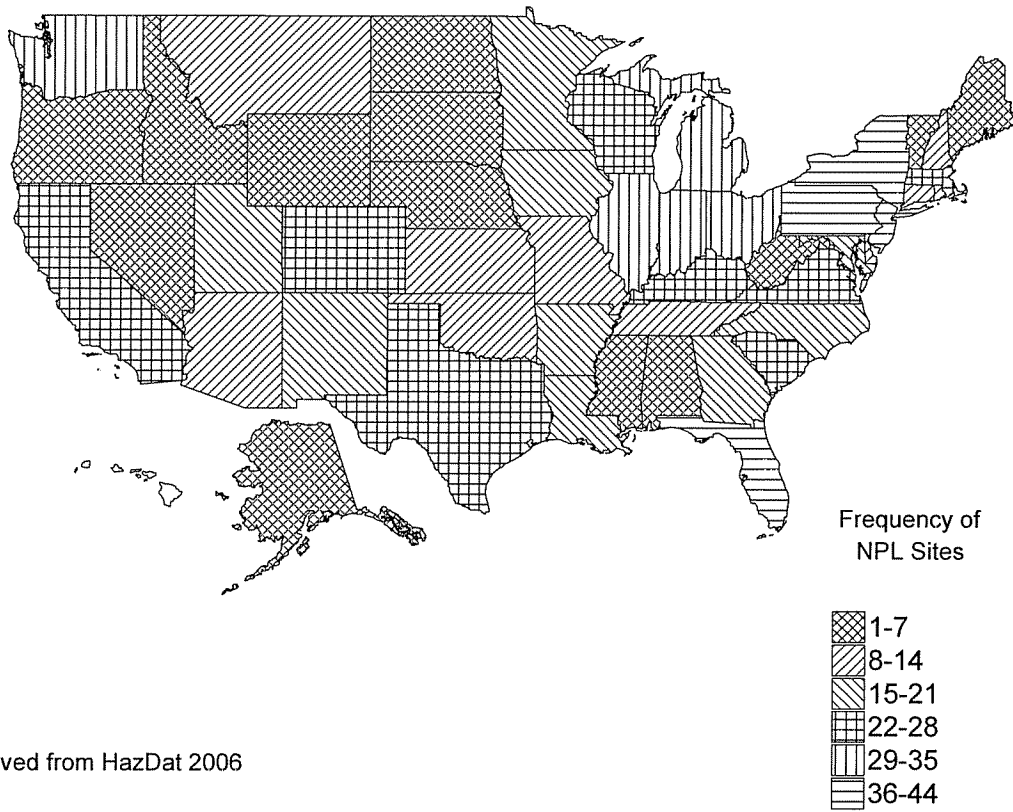 Frequency of
NPL Sites
1-7
8-14
15-21
22-28
29-35
36-44
ved from HazDat 2006